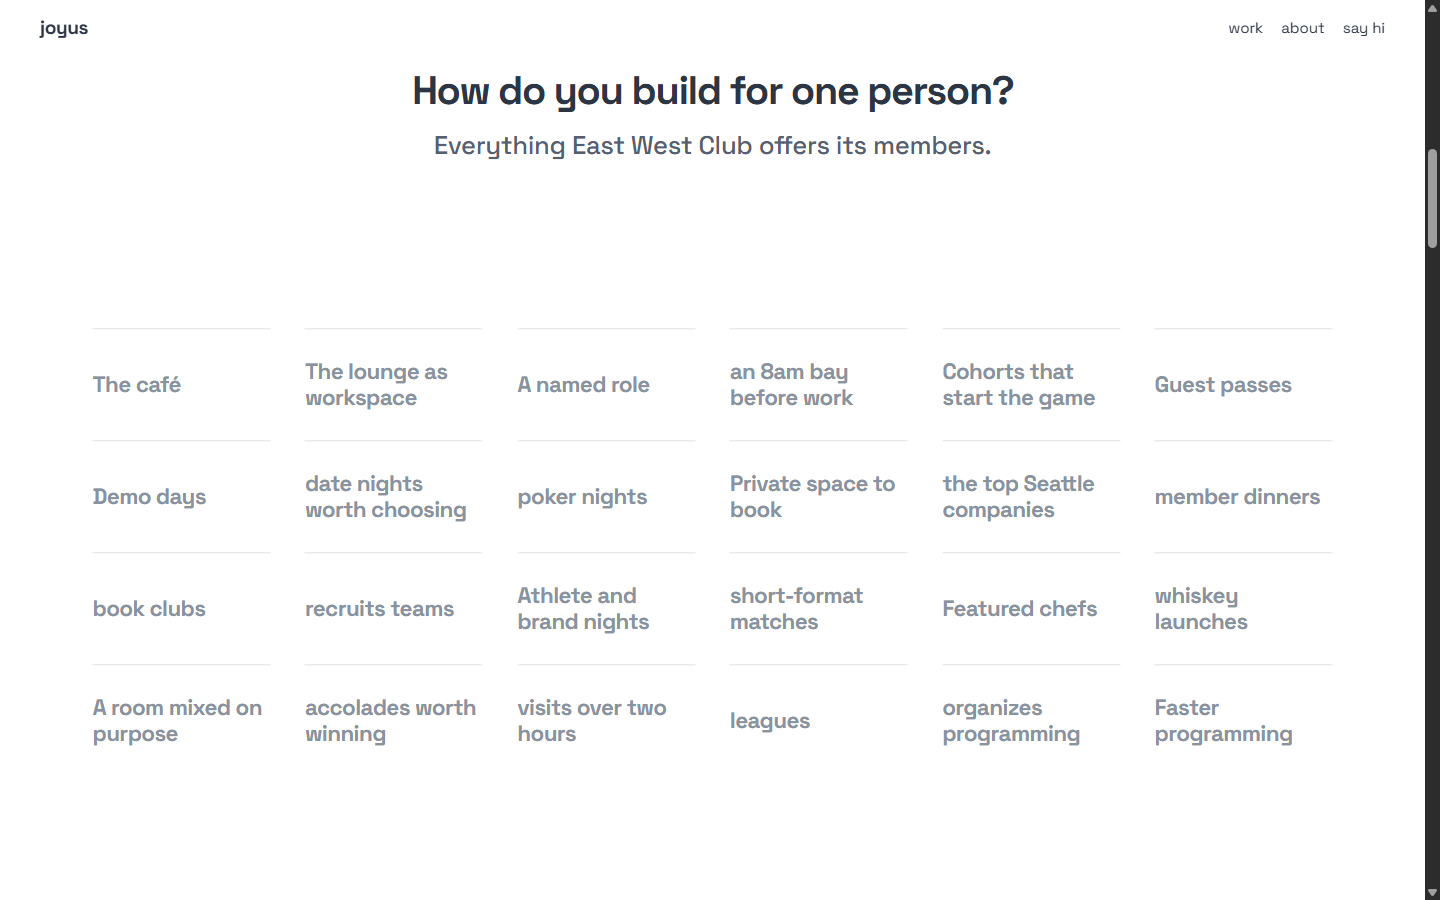 joyus
work about say hi
How do you build for one person?
Everything East West Club offers its members.
The café
The lounge as
workspace
A named role
an 8am bay
before work
Cohorts that
start the game
Guest passes
Demo days
date nights
worth choosing
poker nights
Private space to
book
the top Seattle
companies
member dinners
book clubs
recruits teams
Athlete and
brand nights
short-format
matches
Featured chefs
whiskey
launches
A room mixed on
purpose
accolades worth
winning
visits over two
hours
leagues
organizes
programming
Faster
programming